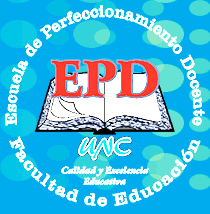 Escuela de Perfeccionamiento Docente
EPD
UNC
Calidad y Excelencia
Educativa
Facultad de Educación